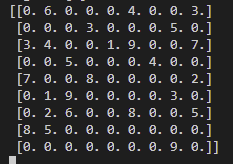 [[0. 6. 0. 0. 0. 4. 0. 0. 3.]
[0. 0. 0. 3. 0. 0. 0. 5. 0.]
[3. 4. 0. 0. 1. 9. 0. 0. 7.]
[0. 0. 5. 0. 0. 0. 4. 0. 0.]
[7. 0. 0. 8. 0. 0. 0. 0. 2.]
[0. 1. 9. 0. 0. 0. 0. 3. 0.]
[0. 2. 6. 0. 0. 8. 0. 0. 5.]
[8. 5. 0. 0. 0. 0. 0. 0. 0.]
[0. 0. 0. 0. 0. 0. 0. 9. 0.]]